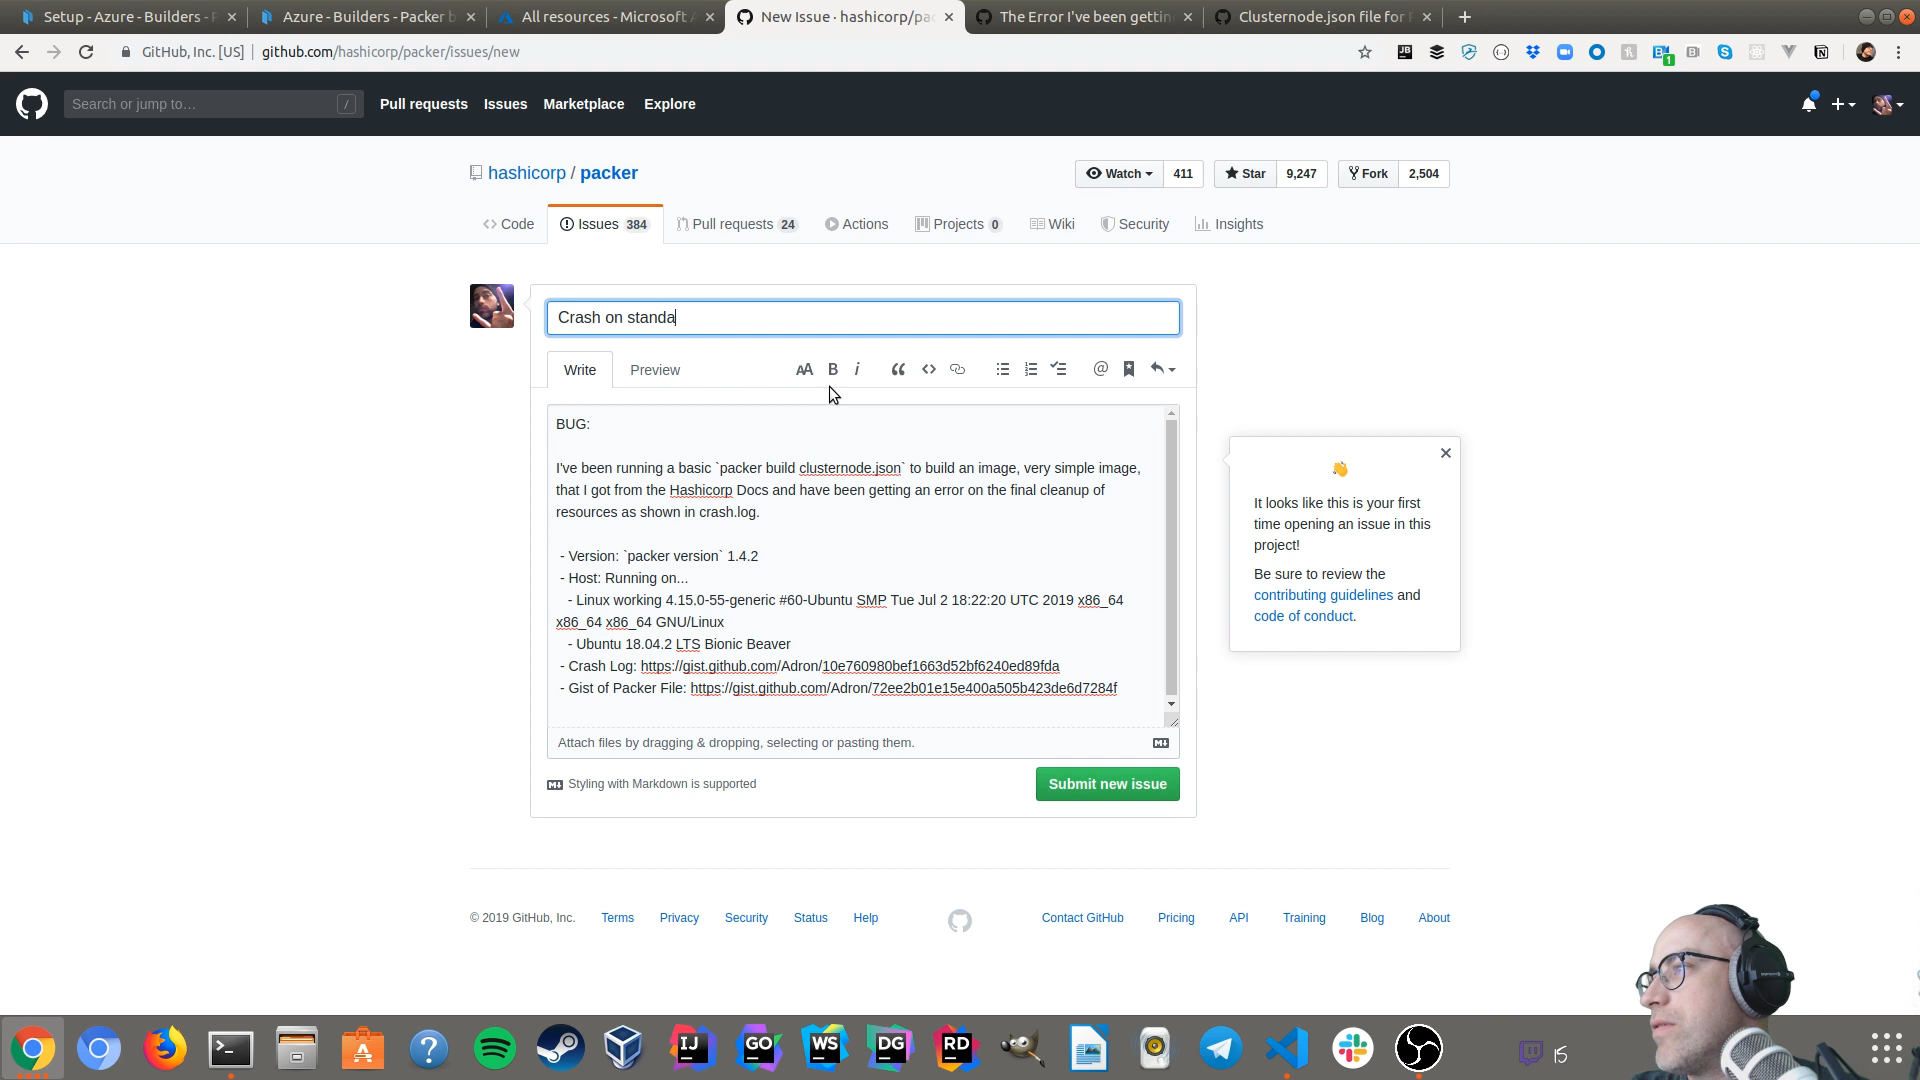 Setup - Azure - Builders - P
Azure - Builders - Packer b
All resources - Microsoft A
New Issue · hashicorp/pac
The Error I've been gettin
Clusternode.json file for P
GitHub, Inc. [US]
github.com/hashicorp/packer/issues/new
1
Search or jump to…
/
Pull requests
Issues
Marketplace
Explore
hashicorp / packer
Watch
411
Star
9,247
Fork
2,504
Code
Issues 384
Pull requests 24
Actions
Projects 0
Wiki
Security
Insights
Crash on standa
Write
Preview
BUG:
I've been running a basic `packer build clusternode.json` to build an image, very simple image,
that I got from the Hashicorp Docs and have been getting an error on the final cleanup of
resources as shown in crash.log.
- Version: `packer version` 1.4.2
- Host: Running on...
- Linux working 4.15.0-55-generic #60-Ubuntu SMP Tue Jul 2 18:22:20 UTC 2019 x86_64
x86_64 x86_64 GNU/Linux
- Ubuntu 18.04.2 LTS Bionic Beaver
- Crash Log: https://gist.github.com/Adron/10e760980bef1663d52bf6240ed89fda
- Gist of Packer File: https://gist.github.com/Adron/72ee2b01e15e400a505b423de6d7284f
Attach files by dragging & dropping, selecting or pasting them.
Styling with Markdown is supported
Submit new issue
It looks like this is your first
time opening an issue in this
project!
Be sure to review the
contributing guidelines and
code of conduct.
© 2019 GitHub, Inc.
Terms
Privacy
Security
Status
Help
Contact GitHub
Pricing
API
Training
Blog
About
IJ
GO
WS
DG
RD
15